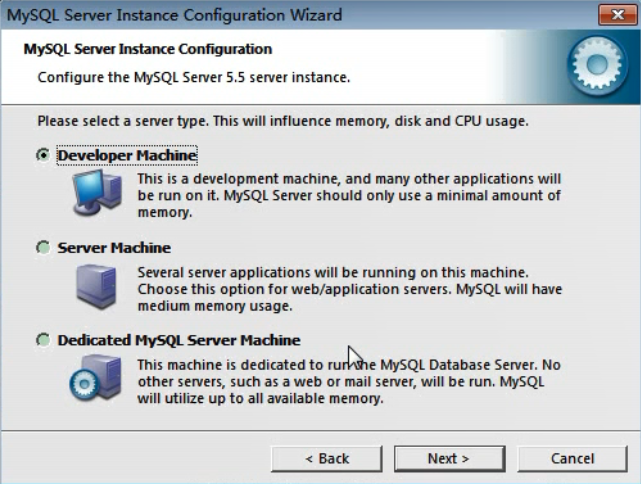 MySQL Server Instance Configuration Wizard
MySQL Server Instance Configuration
Configure the MySQL Server 5.5 server instance.
Please select a server type. This will influence memory, disk and CPU usage.
Developer Machine
This is a development machine, and many other applications will
be run on it. MySQL Server should only use a minimal amount of
memory.
Server Machine
Several server applications will be running on this machine.
Choose this option for web/application servers. MySQL will have
medium memory usage.
Dedicated MySQL Server Machine
This machine is dedicated to run the MySQL Database Server. No
other servers, such as a web or mail server, will be run. MySQL
will utilize up to all available memory.
< Back
Next >
Cancel